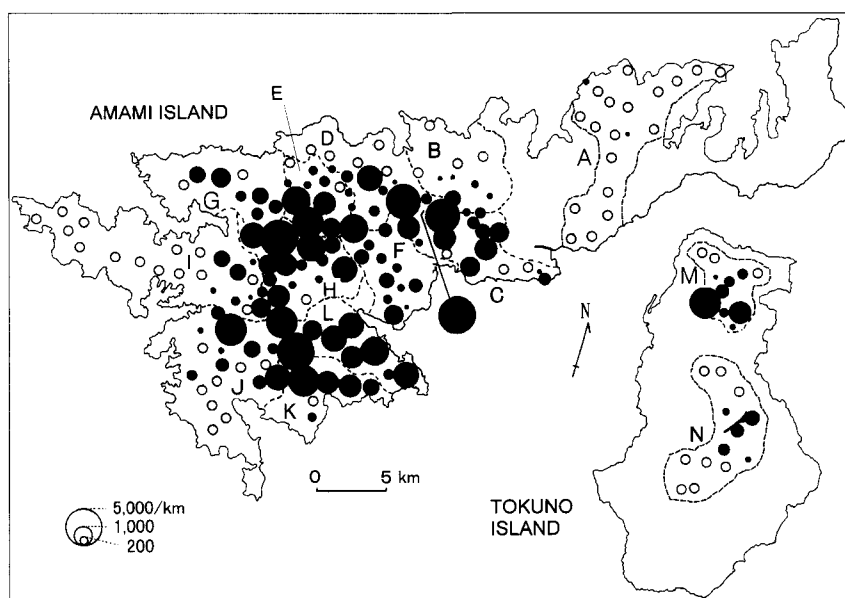 AMAMI ISLAND
E
D
B
A
G
F
I
C
H
M
N
L
J
K
N
0 5 km
5,000/km
1,000
200
TOKUNO
ISLAND